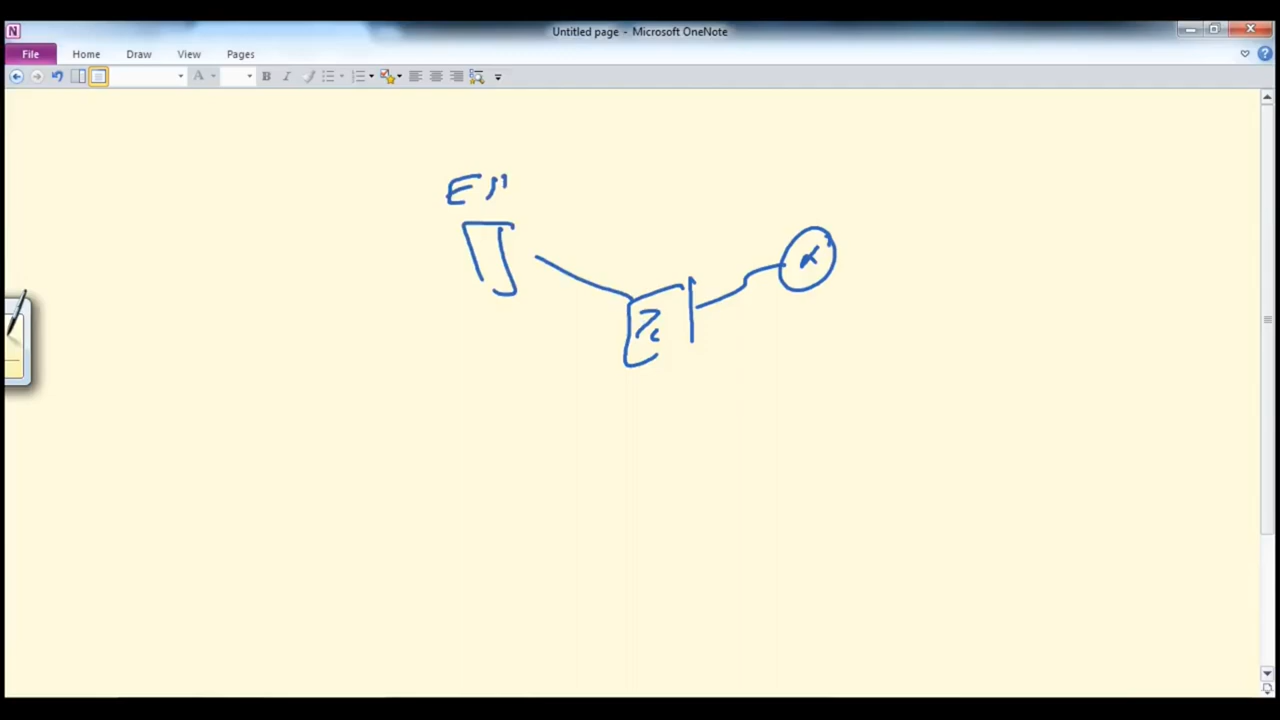 Untitled page - Microsoft OneNote
File Home Draw View Pages
α